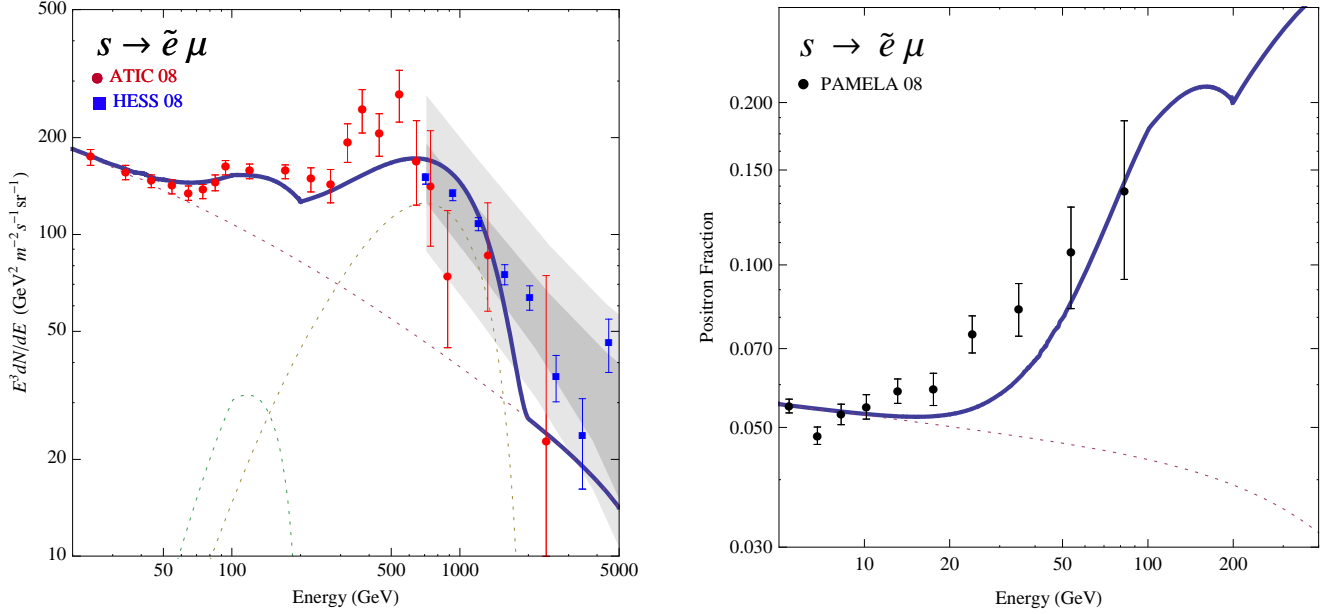 s → ẽ μ
ATIC 08
HESS 08
500
200
100
50
20
10
50
100
500
1000
5000
Energy (GeV)
E³ dN/dE (GeV² m⁻² s⁻¹ sr⁻¹)
s → ẽ μ
PAMELA 08
0.200
0.150
0.100
0.070
0.050
0.030
10
20
50
100
200
Energy (GeV)
Positron Fraction